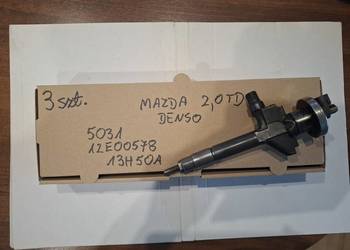 3 szt.
MAZDA 2,0TD
DENSO
5031
12E00578
13H50A